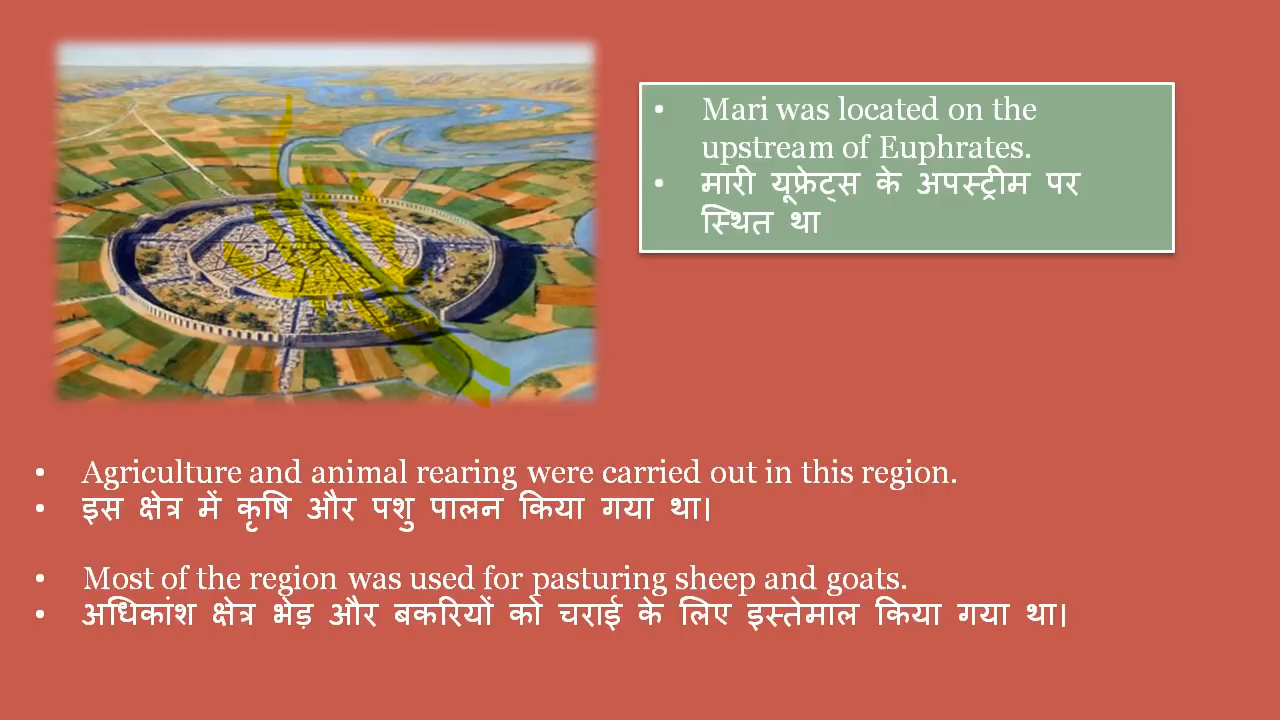 • Mari was located on the
upstream of Euphrates.
• मारी यूफ्रेट्स के अपस्ट्रीम पर
स्थित था
• Agriculture and animal rearing were carried out in this region.
• इस क्षेत्र में कृषि और पशु पालन किया गया था।
• Most of the region was used for pasturing sheep and goats.
• अधिकांश क्षेत्र भेड़ और बकरियों को चराई के लिए इस्तेमाल किया गया था।